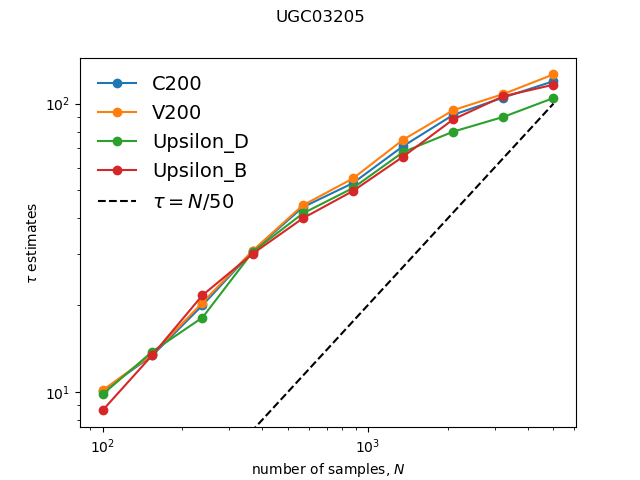 UGC03205
C200
V200
Upsilon_D
Upsilon_B
τ = N/50
τ estimates
10²
10¹
10² 10³
number of samples, N